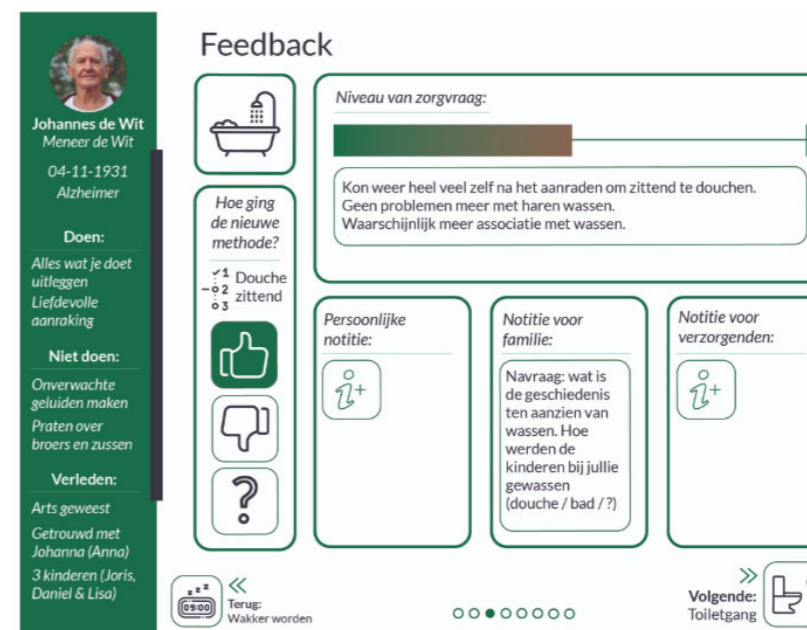 Johannes de Wit
Meneer de Wit
04-11-1931
Alzheimer
Doen:
Alles wat je doet
uitleggen
Liefdevolle
aanraking
Niet doen:
Onverwachte
geluiden maken
Praten over
broers en zussen
Verleden:
Arts geweest
Getrouwd met
Johanna (Anna)
3 kinderen (Joris,
Daniel & Lisa)
Feedback
Niveau van zorgvraag:
Kon weer heel veel zelf na het aanraden om zittend te douchen.
Geen problemen meer met haren wassen.
Waarschijnlijk meer associatie met wassen.
Hoe ging
de nieuwe
methode?
1
2
3
Douche
zittend
?
Persoonlijke
notitie:
i+
Notitie voor
familie:
Navraag: wat is
de geschiedenis
ten aanzien van
wassen. Hoe
werden de
kinderen bij jullie
gewassen
(douche / bad / ?)
Notitie voor
verzorgenden:
i+
z z z
09:00
Terug:
Wakker worden
Volgende:
Toiletgang